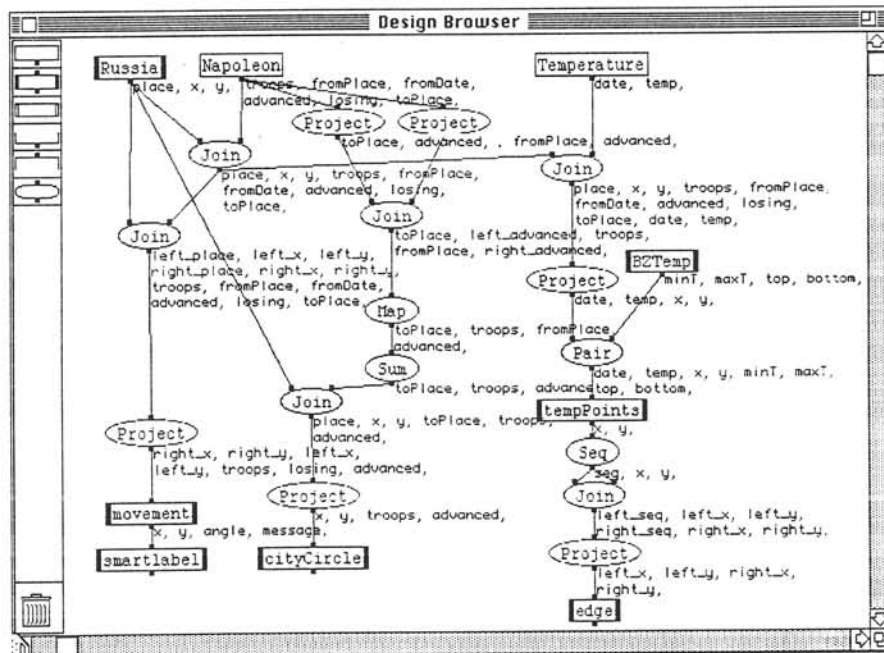 Design Browser
Russia
Napoleon
Temperature
place, x, y, troops, fromPlace, fromDate,
advanced, losing, toPlace,
date, temp,
Project
Project
toPlace, advanced, . fromPlace, advanced,
Join
Join
place, x, y, troops, fromPlace,
fromDate, advanced, losing,
toPlace,
place, x, y, troops, fromPlace,
fromDate, advanced, losing,
toPlace, date, temp,
Join
Join
toPlace, left_advanced, troops,
fromPlace, right_advanced,
left_place, left_x, left_y,
right_place, right_x, right_y,
troops, fromPlace, fromDate,
advanced, losing, toPlace,
BZTemp
minT, maxT, top, bottom,
Project
date, temp, x, y,
Map
toPlace, troops, fromPlace
advanced,
Pair
date, temp, x, y, minT, maxT,
top, bottom,
Sum
toPlace, troops, advance
Join
place, x, y, toPlace, troops,
advanced,
tempPoints
x, y,
Project
right_x, right_y, left_x,
left_y, troops, losing, advanced,
Seq
seq, x, y,
Project
x, y, troops, advanced,
Join
left_seq, left_x, left_y,
right_seq, right_x, right_y,
movement
x, y, angle, message,
smartlabel
cityCircle
Project
left_x, left_y, right_x,
right_y,
edge